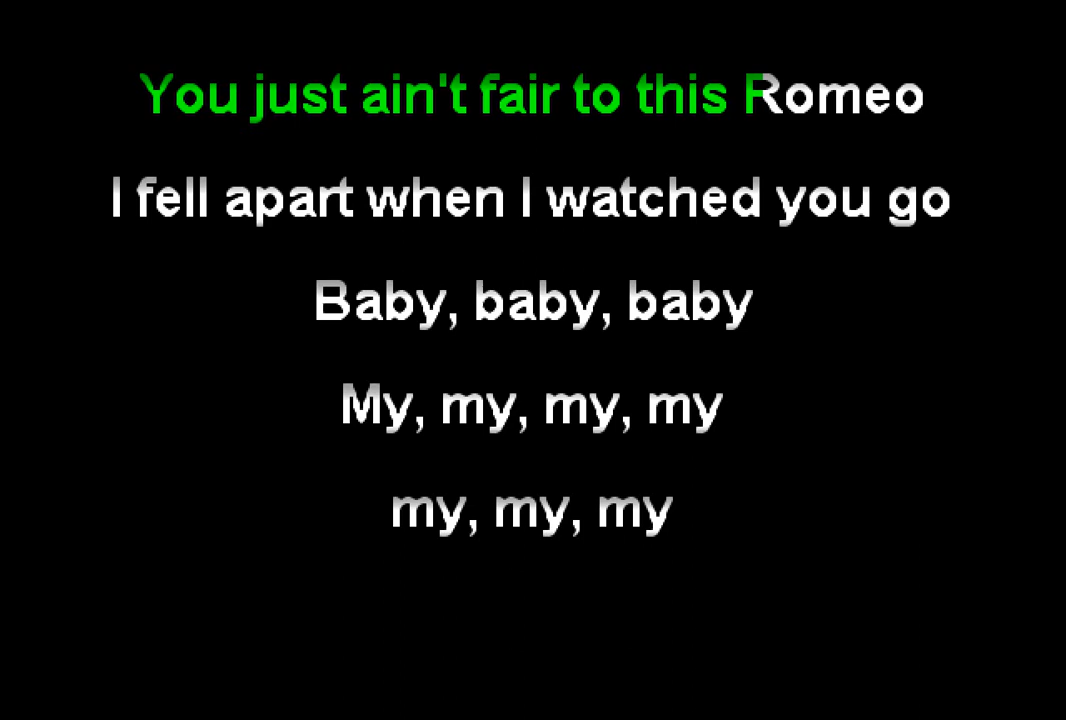 You just ain't fair to this Romeo
I fell apart when I watched you go
Baby, baby, baby
My, my, my, my
my, my, my